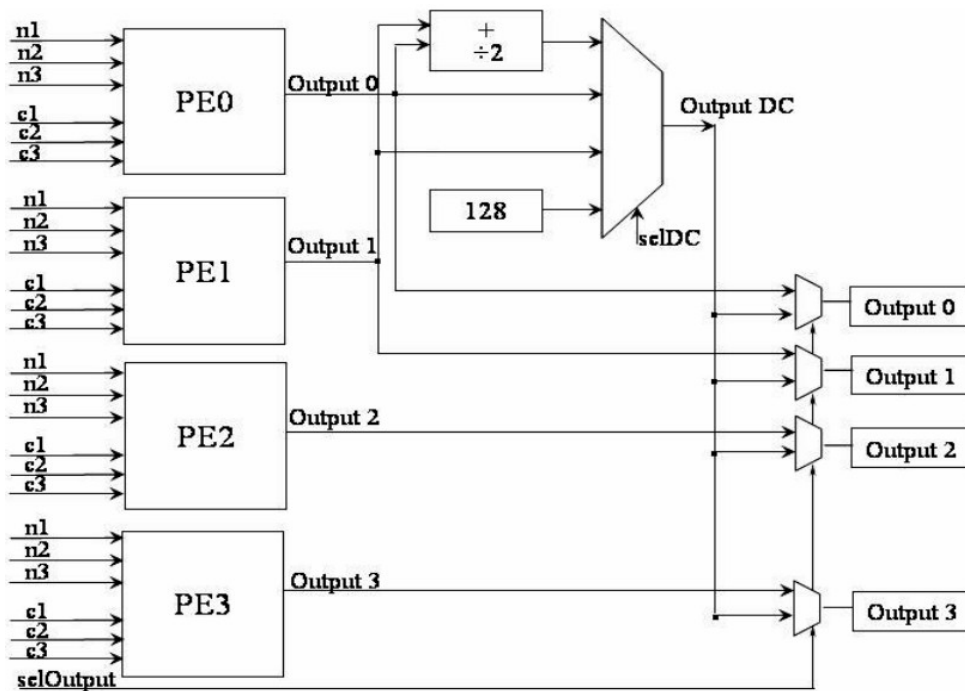 n1
n2
n3
c1
c2
c3
PE0
Output 0
+
÷2
Output DC
128
selDC
n1
n2
n3
c1
c2
c3
PE1
Output 1
Output 0
Output 1
n1
n2
n3
c1
c2
c3
PE2
Output 2
Output 2
n1
n2
n3
c1
c2
c3
PE3
Output 3
Output 3
selOutput